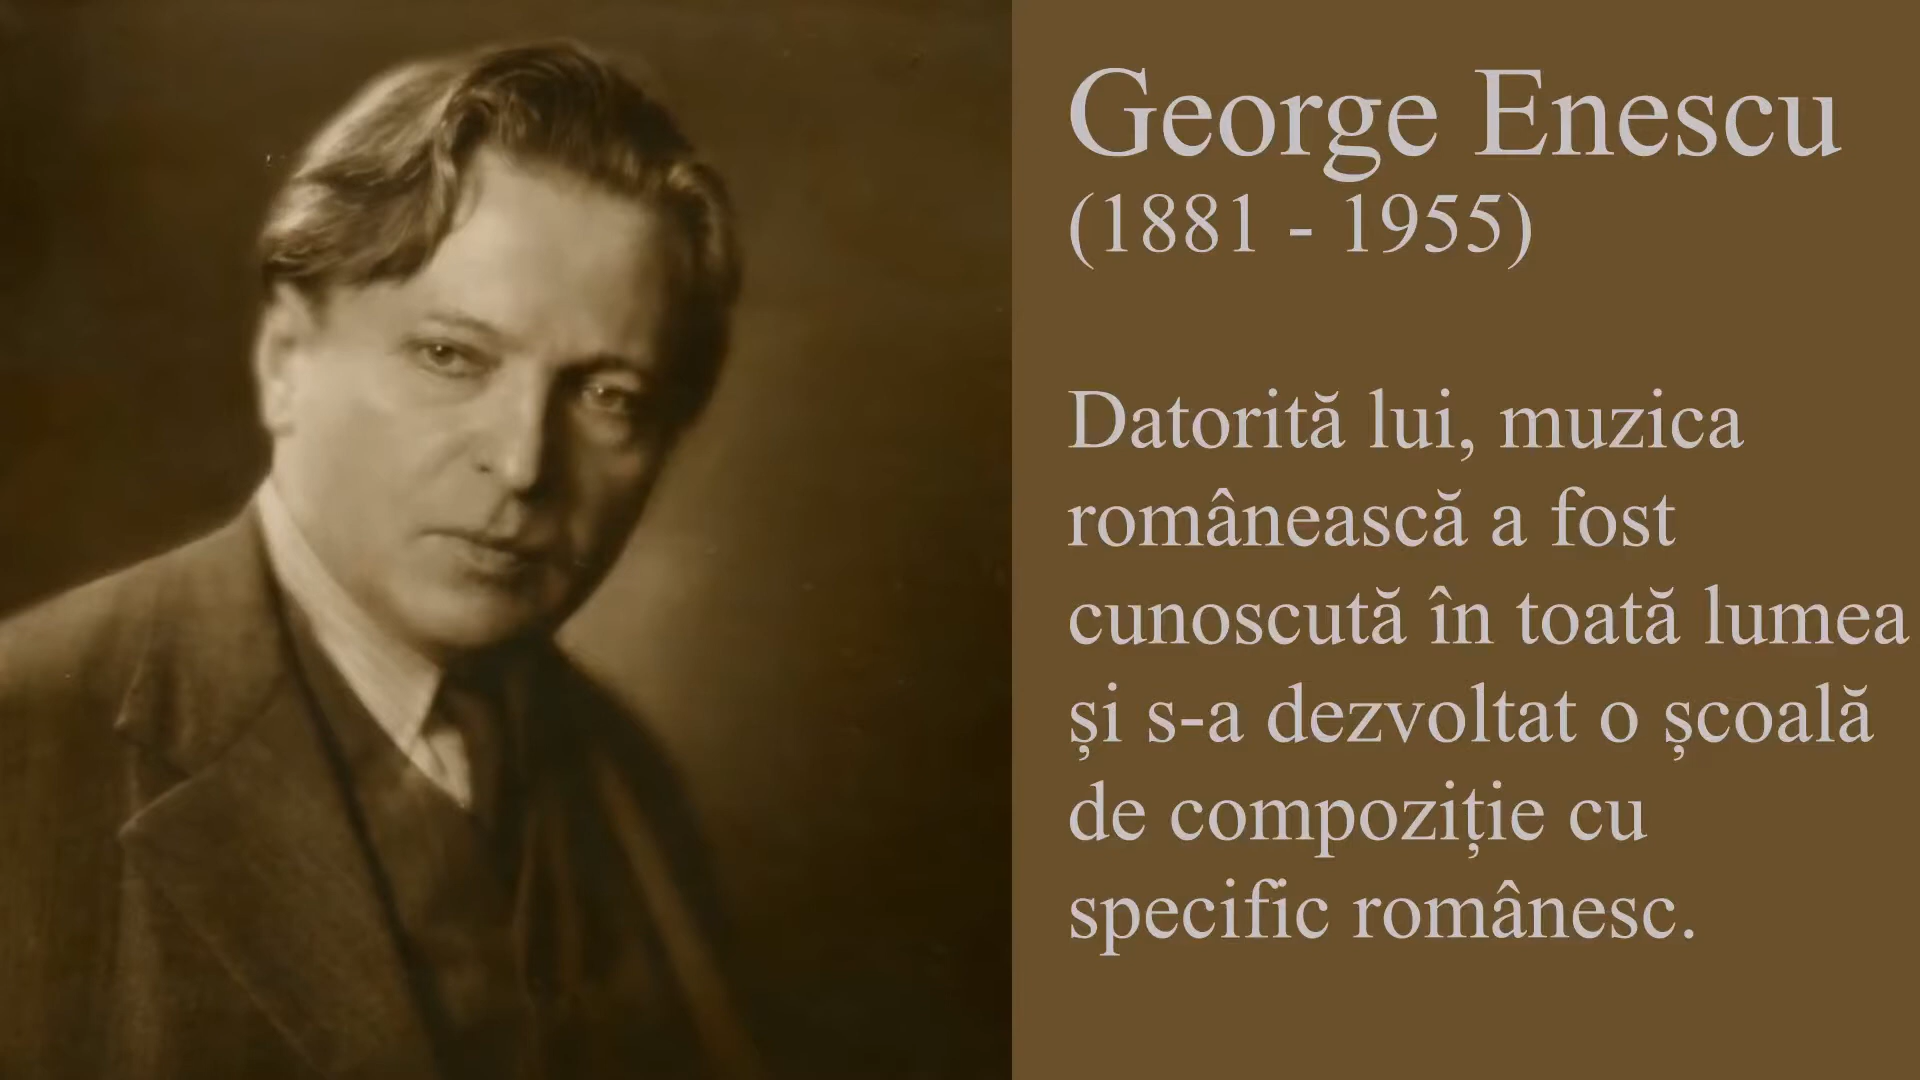 George Enescu
(1881 - 1955)
Datorită lui, muzica
românească a fost
cunoscută în toată lumea
și s-a dezvoltat o școală
de compoziție cu
specific românesc.